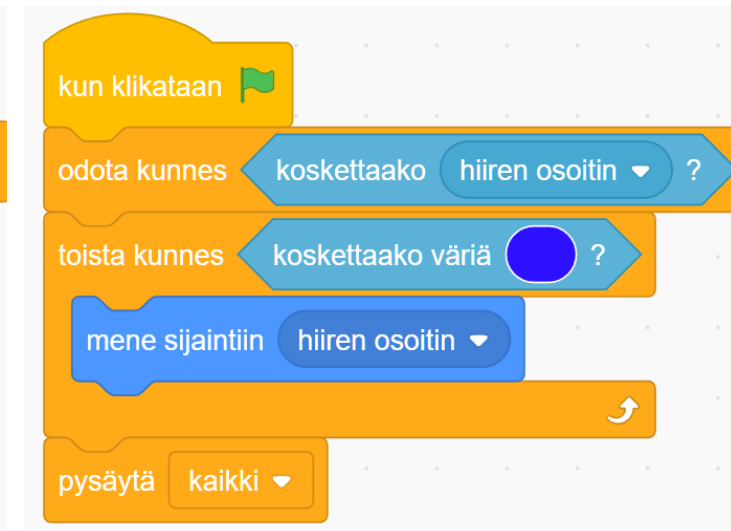 kun klikataan
odota kunnes koskettaako hiiren osoitin ?
toista kunnes koskettaako väriä ?
mene sijaintiin hiiren osoitin
pysäytä kaikki